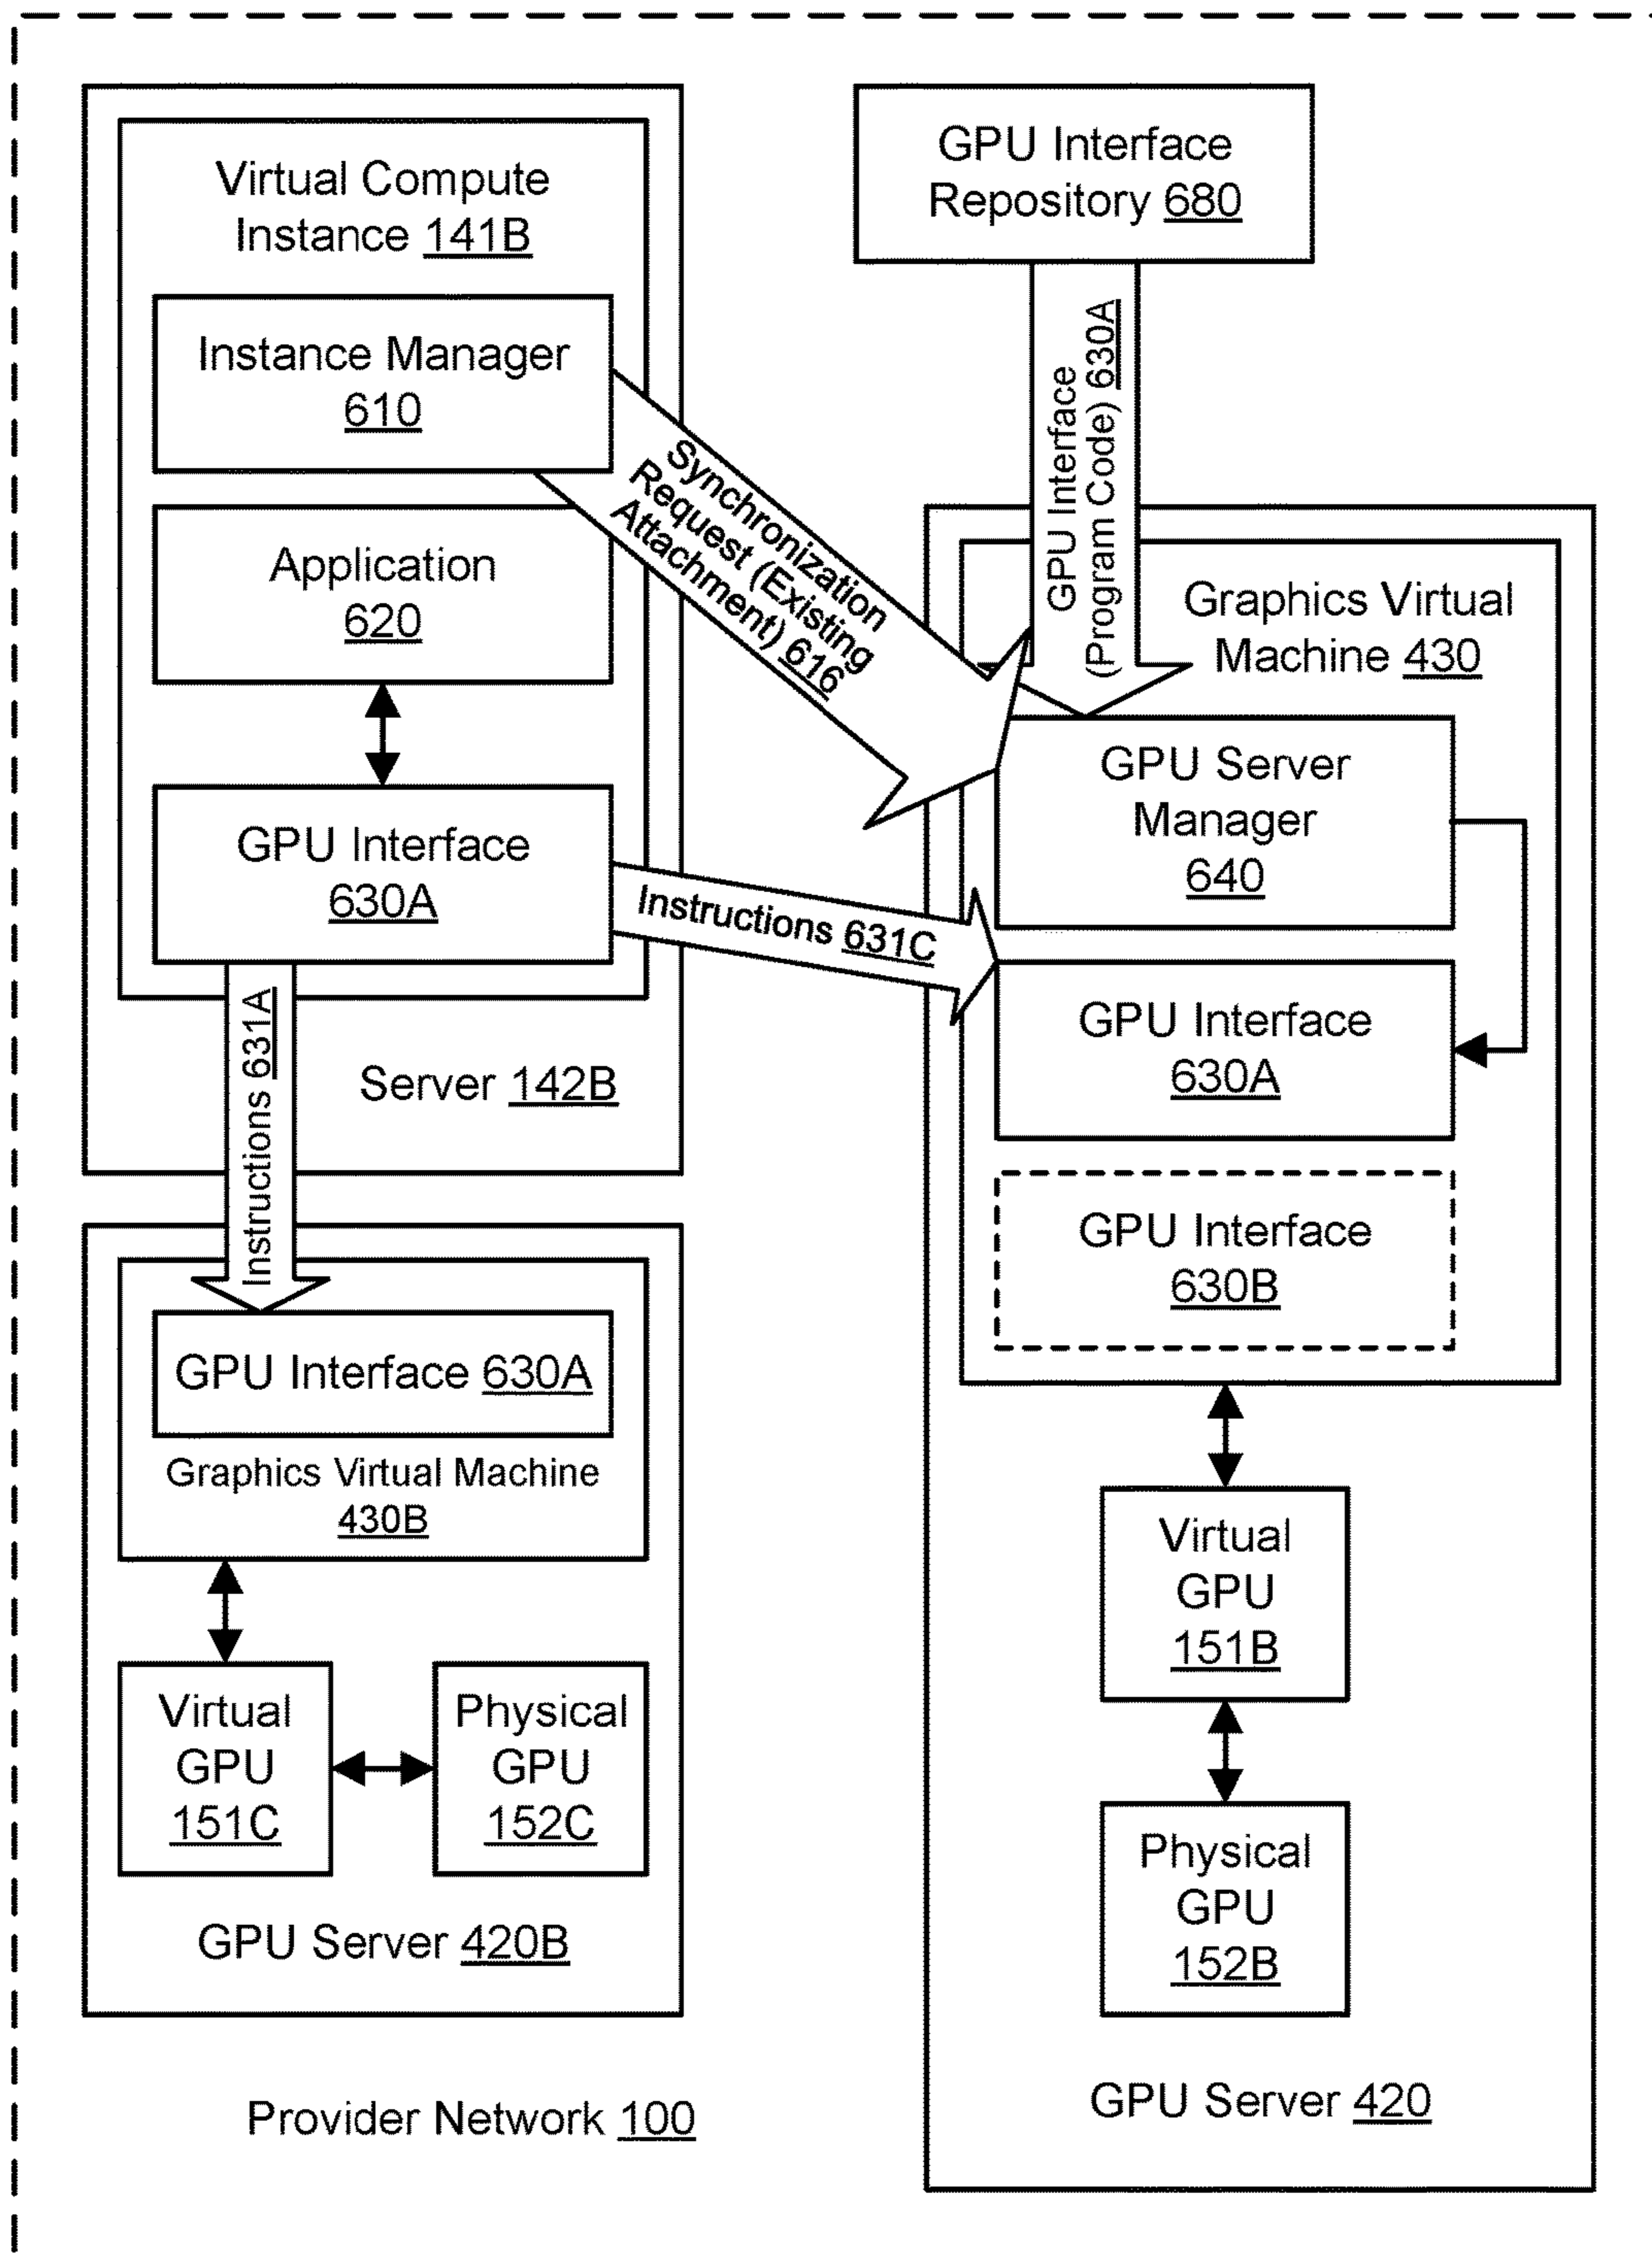 Virtual Compute
Instance 141B
Instance Manager
610
Application
620
GPU Interface
630A
Server 142B
Instructions 631A
GPU Interface 630A
Graphics Virtual Machine
430B
Virtual
GPU
151C
Physical
GPU
152C
GPU Server 420B
Provider Network 100
Synchronization
Request (Existing
Attachment) 616
Instructions 631C
GPU Interface
Repository 680
GPU Interface
(Program Code) 630A
Graphics Virtual
Machine 430
GPU Server
Manager
640
GPU Interface
630A
GPU Interface
630B
Virtual
GPU
151B
Physical
GPU
152B
GPU Server 420